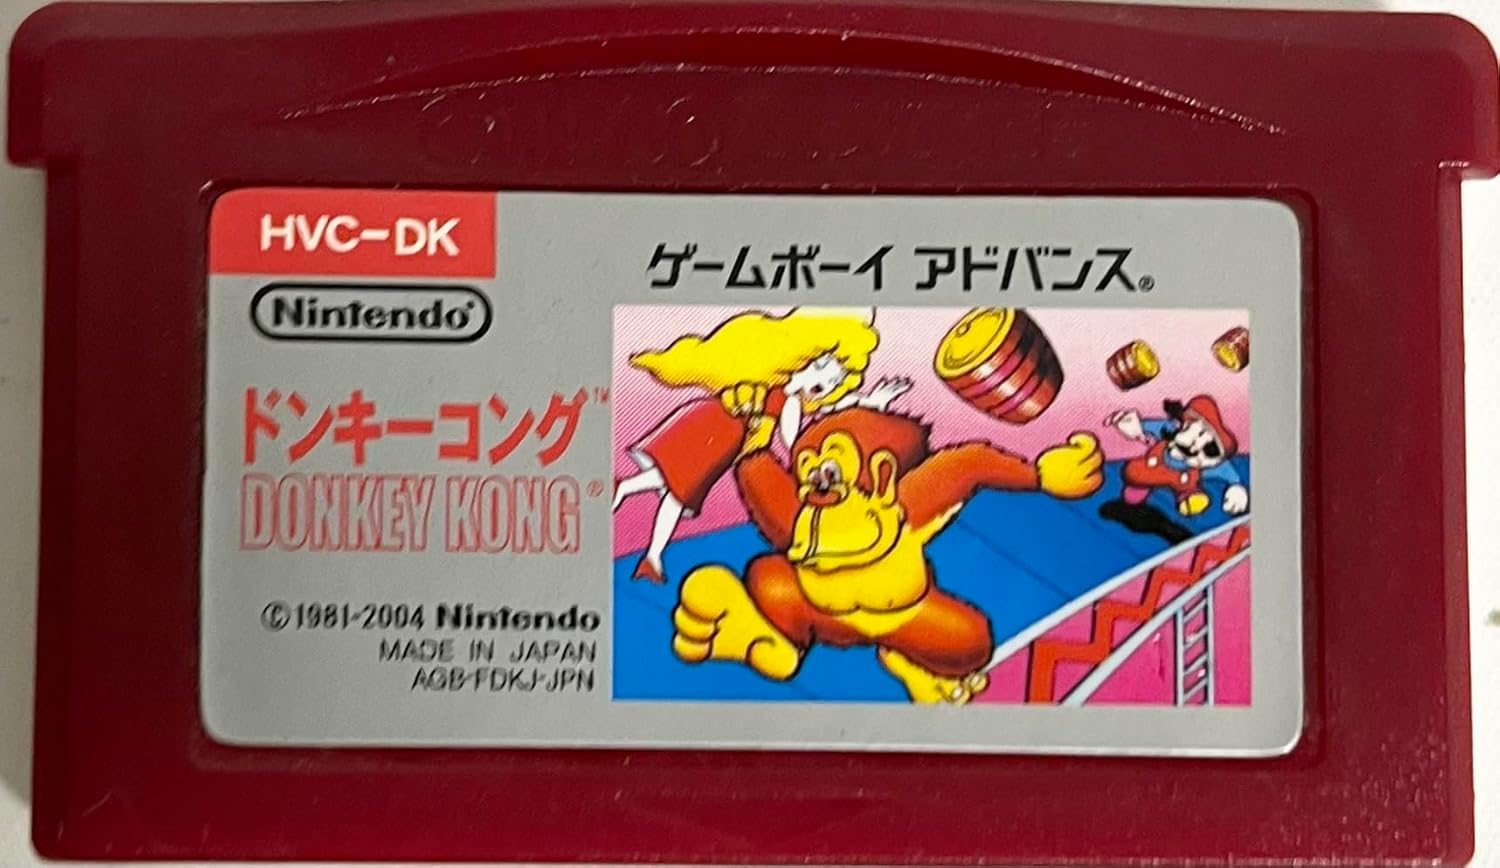 HVC-DK
Nintendo®
ゲームボーイ アドバンス®
ドンキーコング™
DONKEY KONG®
©1981-2004 Nintendo
MADE IN JAPAN
AGB-FDKJ-JPN